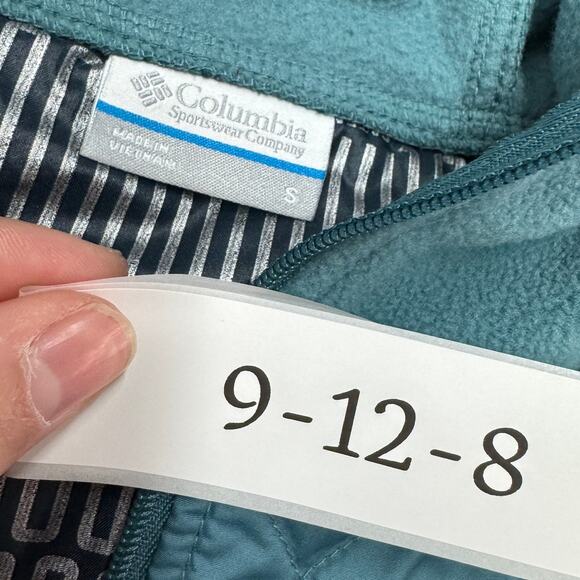 Columbia
Sportswear Company
MADE IN
VIETNAM
S
9-12-8